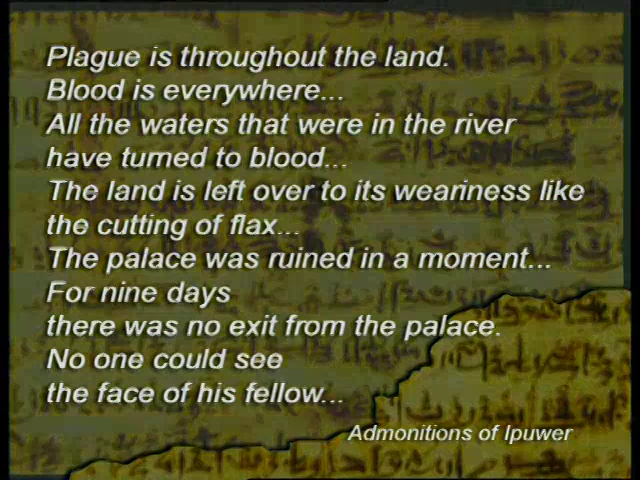 Plague is throughout the land.
Blood is everywhere...
All the waters that were in the river
have turned to blood...
The land is left over to its weariness like
the cutting of flax...
The palace was ruined in a moment...
For nine days
there was no exit from the palace.
No one could see
the face of his fellow...
Admonitions of Ipuwer